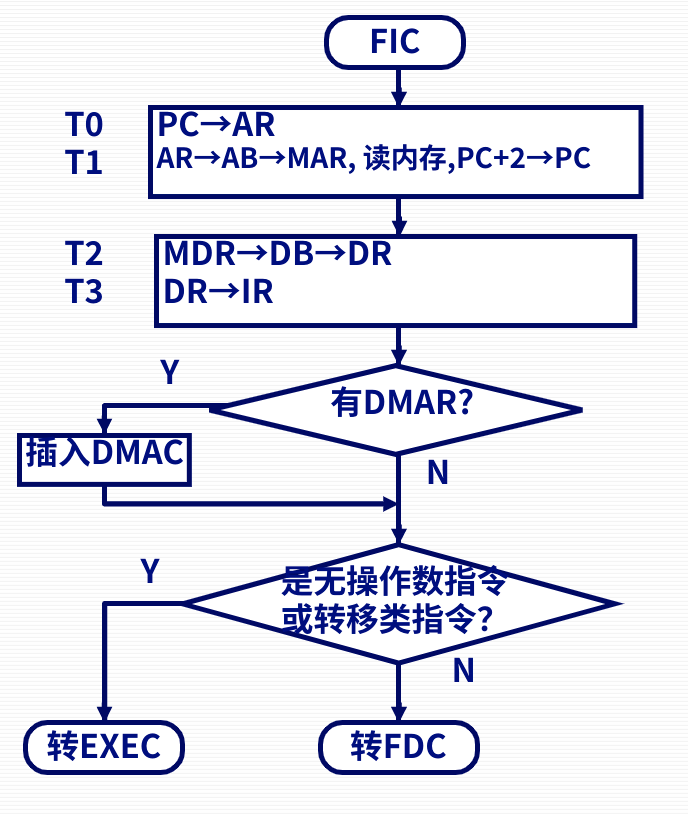 FIC
T0
PC→AR
T1
AR→AB→MAR, 读内存,PC+2→PC
T2
MDR→DB→DR
T3
DR→IR
Y
有DMAR?
插入DMAC
N
Y
是无操作数指令
或转移类指令?
N
转EXEC
转FDC